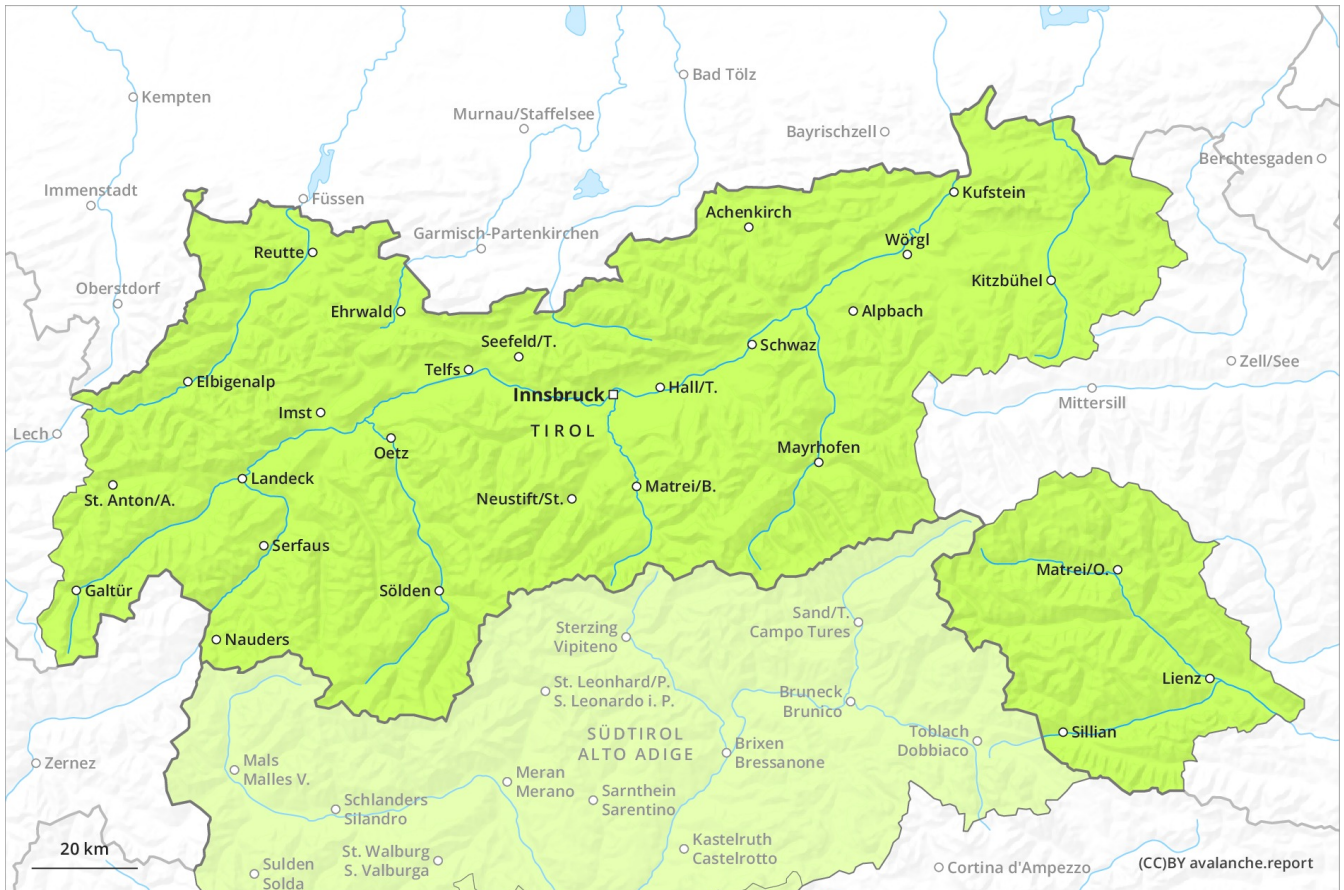 Bad Tölz
Kempten
Murnau/Staffelsee
Bayrischzell
Berchtesgaden
Immenstadt
Füssen
Kufstein
Achenkirch
Garmisch-Partenkirchen
Reutte
Wörgl
Oberstdorf
Kitzbühel
Ehrwald
Alpbach
Seefeld/T.
Schwaz
Zell/See
Telfs
Elbigenalp
Innsbruck
Hall/T.
Mittersill
Imst
TIROL
Lech
Oetz
Mayrhofen
Landeck
Matrei/B.
St. Anton/A.
Neustift/St.
Serfaus
Matrei/O.
Galtür
Sölden
Sand/T.
Campo Tures
Sterzing
Vipiteno
Nauders
Lienz
St. Leonhard/P.
S. Leonardo i. P.
Bruneck
Brunico
SÜDTIROL
ALTO ADIGE
Toblach
Dobbiaco
Sillian
Brixen
Bressanone
Zernez
Mals
Malles V.
Meran
Merano
Sarnthein
Sarentino
Schlanders
Silandro
20 km
St. Walburg
S. Valburga
Kastelruth
Castelrotto
Sulden
Solda
Cortina d'Ampezzo
(CC)BY avalanche.report